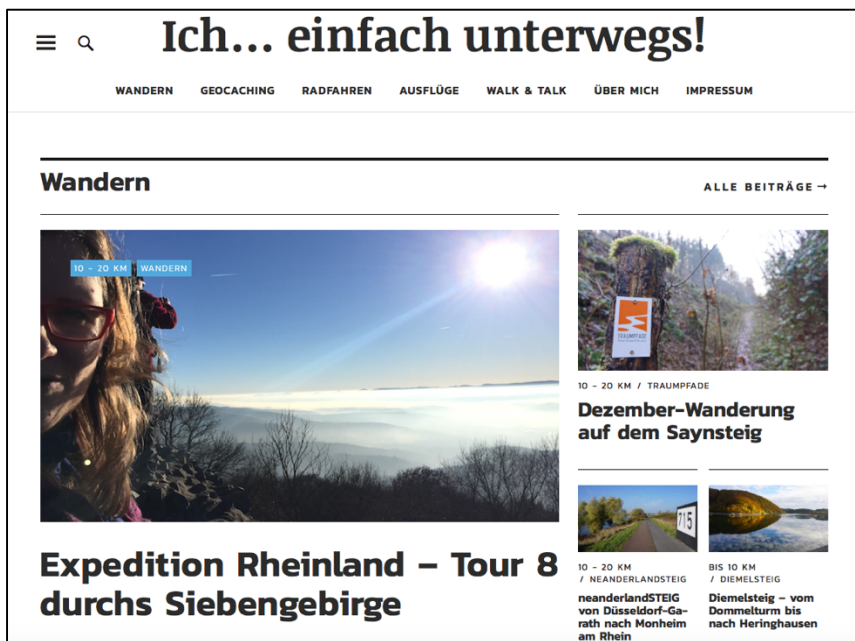 Ich... einfach unterwegs!
WANDERN GEOCACHING RADFAHREN AUSFLÜGE WALK & TALK ÜBER MICH IMPRESSUM
Wandern
ALLE BEITRÄGE →
10 – 20 KM WANDERN
Expedition Rheinland – Tour 8
durchs Siebengebirge
TRAUMPFADE
10 – 20 KM / TRAUMPFADE
Dezember-Wanderung
auf dem Saynsteig
715
10 – 20 KM
/ NEANDERLANDSTEIG
neanderlandSTEIG
von Düsseldorf-Ga-
rath nach Monheim
am Rhein
BIS 10 KM
/ DIEMELSTEIG
Diemelsteig – vom
Dommelturm bis
nach Heringhausen